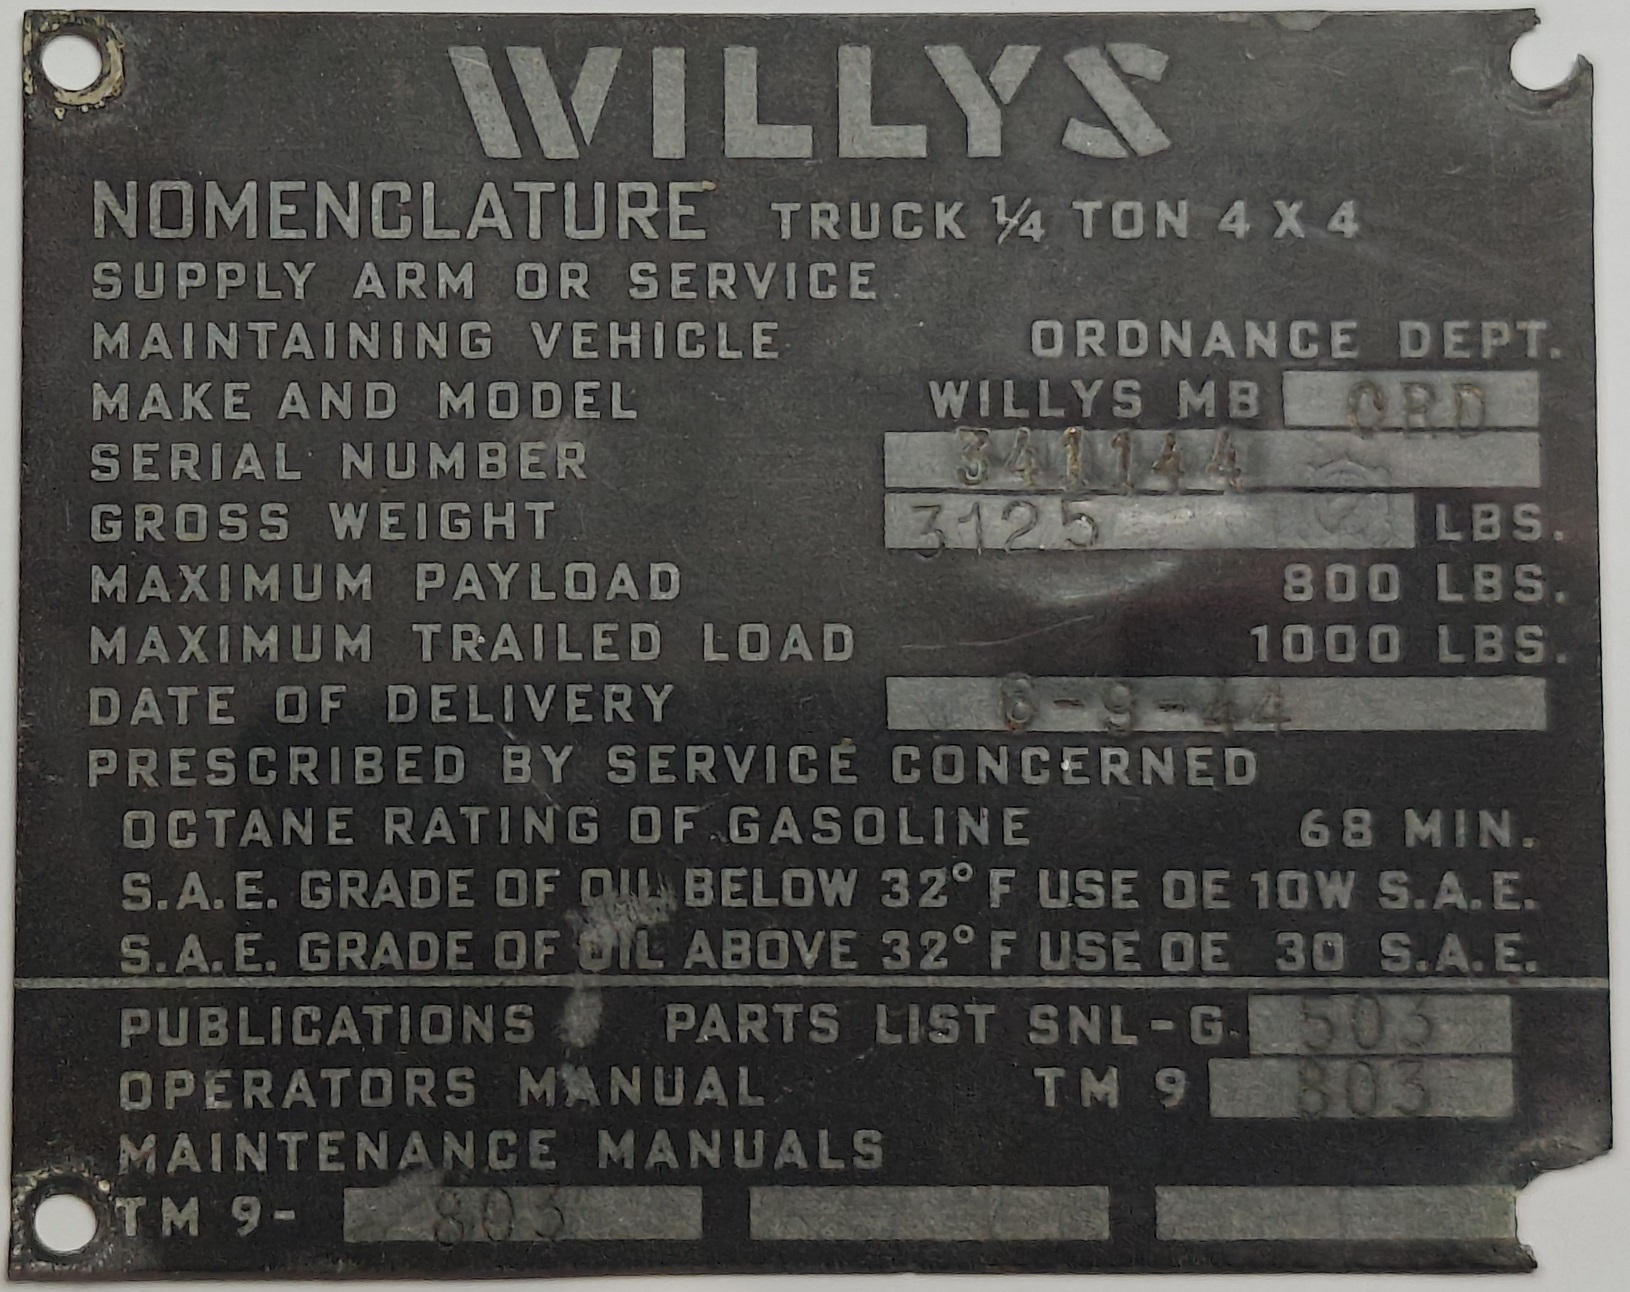 WILLYS
NOMENCLATURE TRUCK 1/4 TON 4 X 4
SUPPLY ARM OR SERVICE
MAINTAINING VEHICLE ORDNANCE DEPT.
MAKE AND MODEL WILLYS MB ORD
SERIAL NUMBER 341144
GROSS WEIGHT 3125 LBS.
MAXIMUM PAYLOAD 800 LBS.
MAXIMUM TRAILED LOAD 1000 LBS.
DATE OF DELIVERY 6-9-44
PRESCRIBED BY SERVICE CONCERNED
OCTANE RATING OF GASOLINE 68 MIN.
S.A.E. GRADE OF OIL BELOW 32° F USE OE 10W S.A.E.
S.A.E. GRADE OF OIL ABOVE 32° F USE OE 30 S.A.E.
PUBLICATIONS PARTS LIST SNL-G. 503
OPERATORS MANUAL TM 9 803
MAINTENANCE MANUALS
TM 9- 803